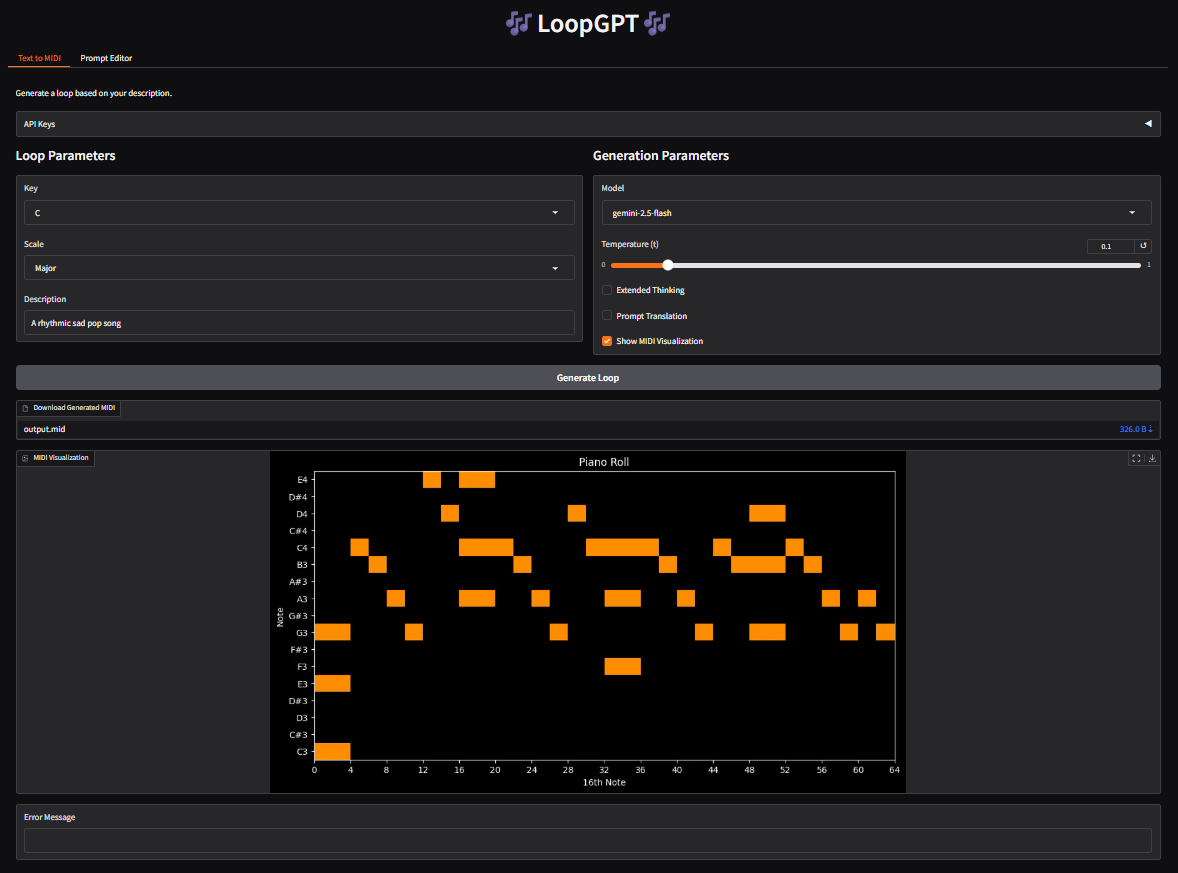 🎶 LoopGPT 🎶
Text to MIDI Prompt Editor
Generate a loop based on your description.
API Keys
Loop Parameters
Key
C
Scale
Major
Description
A rhythmic sad pop song
Generation Parameters
Model
gemini-2.5-flash
Temperature (t)
0.1
0 1
Extended Thinking
Prompt Translation
Show MIDI Visualization
Generate Loop
Download Generated MIDI
output.mid 326.0 B ↓
MIDI Visualization
Piano Roll
Note
E4
D#4
D4
C#4
C4
B3
A#3
A3
G#3
G3
F#3
F3
E3
D#3
D3
C#3
C3
0 4 8 12 16 20 24 28 32 36 40 44 48 52 56 60 64
16th Note
Error Message